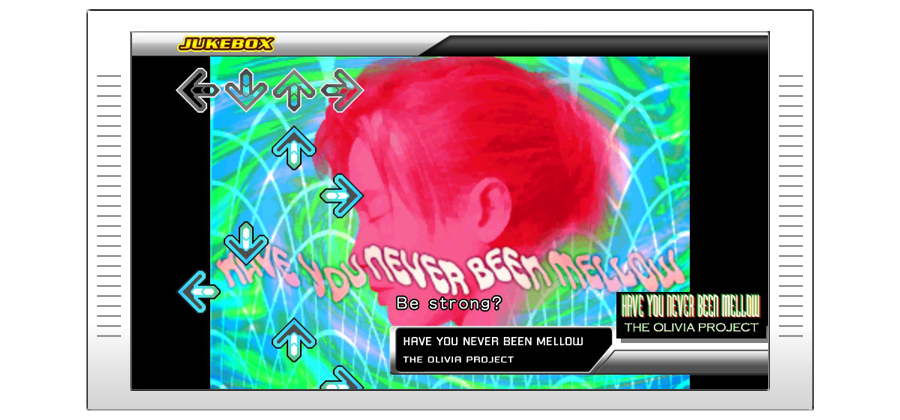 JUKEBOX
HAVE YOU NEVER BEEN MELLOW
Be strong?
HAVE YOU NEVER BEEN MELLOW
THE OLIVIA PROJECT
HAVE YOU NEVER BEEN MELLOW
THE OLIVIA PROJECT